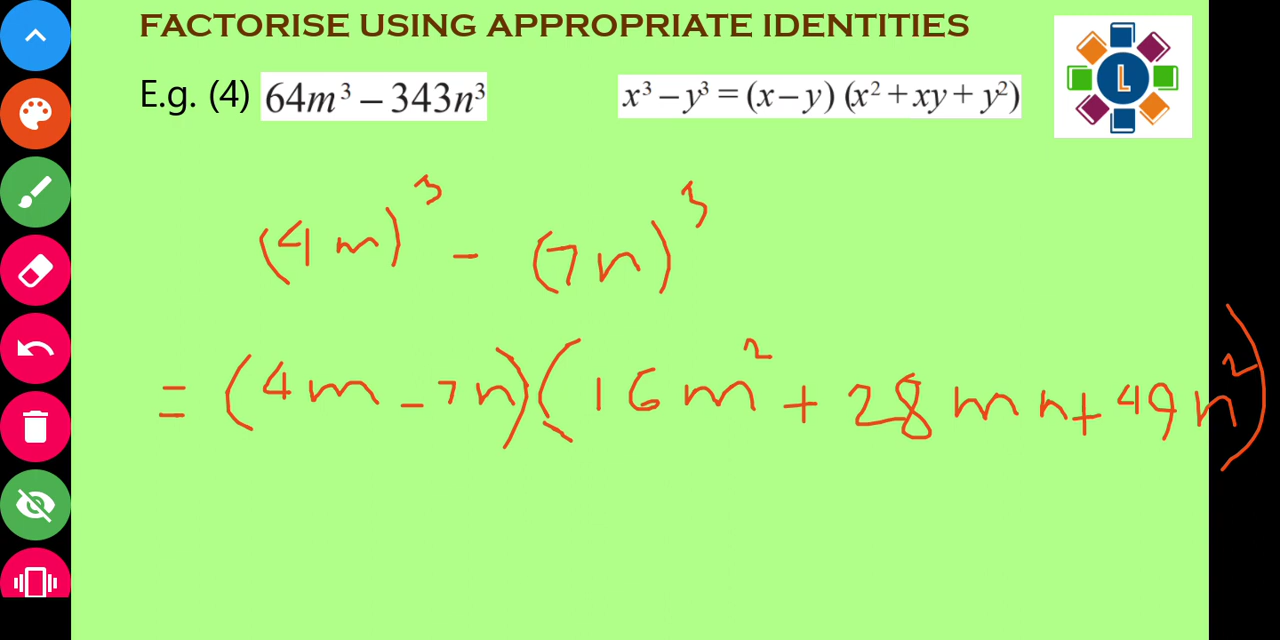 FACTORISE USING APPROPRIATE IDENTITIES
E.g. (4) 64m³ – 343n³ x³ – y³ = (x – y) (x² + xy + y²)
L
(4m)³ - (7n)³
= (4m - 7n)(16m² + 28mn + 49n²)